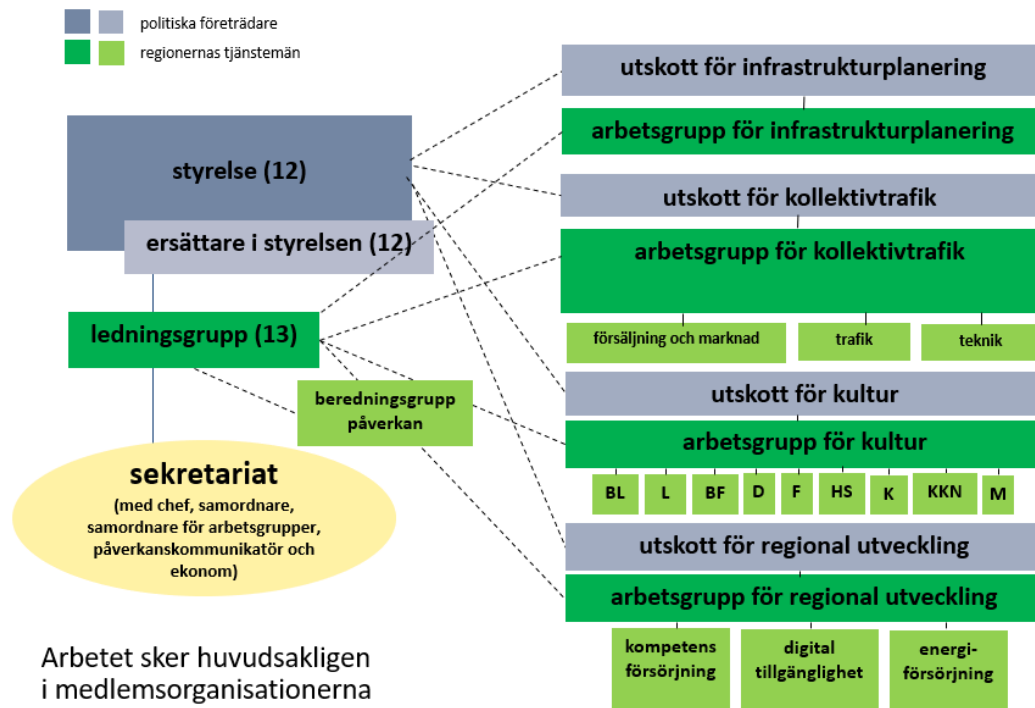 politiska företrädare
regionernas tjänstemän
styrelse (12)
ersättare i styrelsen (12)
ledningsgrupp (13)
beredningsgrupp
påverkan
sekretariat
(med chef, samordnare,
samordnare för arbetsgrupper,
påverkanskommunikatör och
ekonom)
Arbetet sker huvudsakligen
i medlemsorganisationerna
utskott för infrastrukturplanering
arbetsgrupp för infrastrukturplanering
utskott för kollektivtrafik
arbetsgrupp för kollektivtrafik
försäljning och marknad
trafik
teknik
utskott för kultur
arbetsgrupp för kultur
BL
L
BF
D
F
HS
K
KKN
M
utskott för regional utveckling
arbetsgrupp för regional utveckling
kompetens
försörjning
digital
tillgänglighet
energi-
försörjning